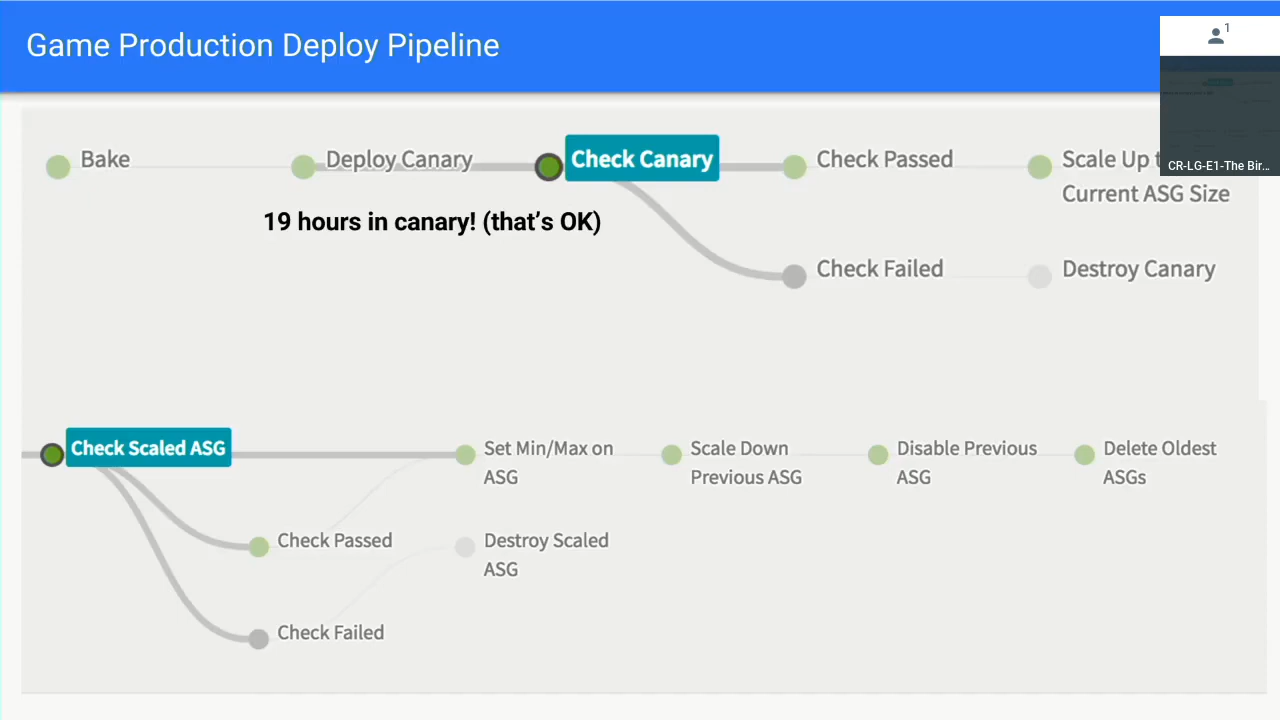 Game Production Deploy Pipeline
1
CR-LG-E1-The Bir...
Bake
Deploy Canary
Check Canary
Check Passed
Scale Up
Current ASG Size
19 hours in canary! (that's OK)
Check Failed
Destroy Canary
Check Scaled ASG
Set Min/Max on
ASG
Scale Down
Previous ASG
Disable Previous
ASG
Delete Oldest
ASGs
Check Passed
Destroy Scaled
ASG
Check Failed